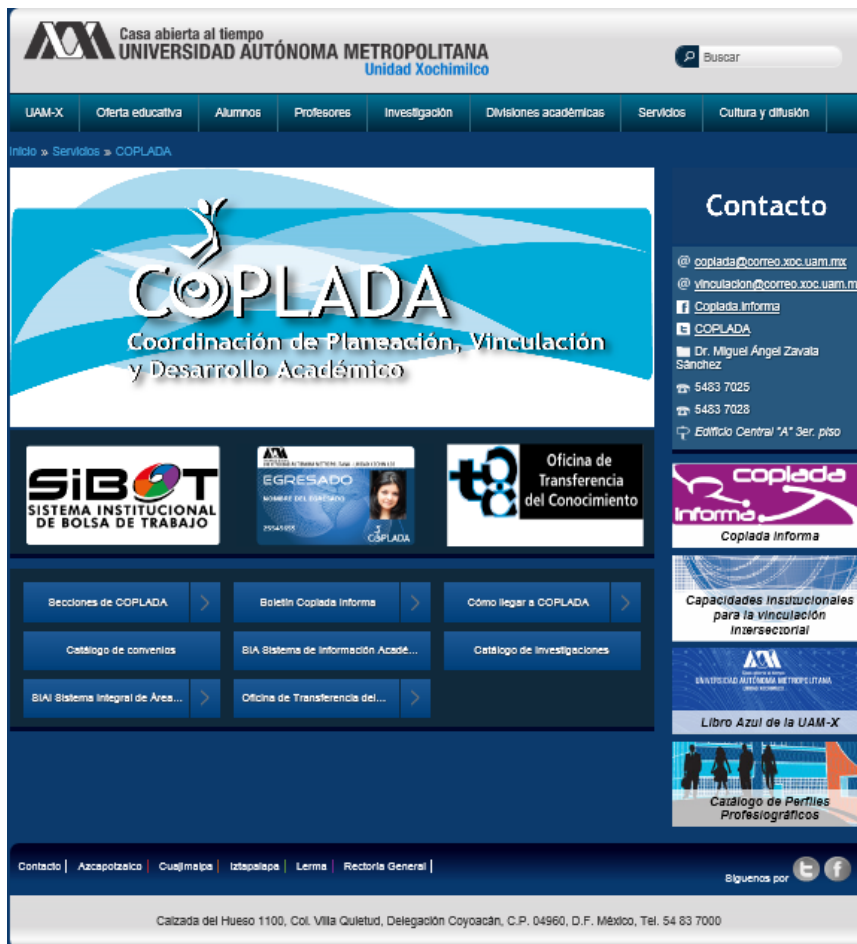 Casa abierta al tiempo
UNIVERSIDAD AUTÓNOMA METROPOLITANA
Unidad Xochimilco
Buscar
UAM-X Oferta educativa Alumnos Profesores Investigación Divisiones académicas Servicios Cultura y difusión
Inicio » Servicios » COPLADA
COPLADA
Coordinación de Planeación, Vinculación
y Desarrollo Académico
SiBOT
SISTEMA INSTITUCIONAL
DE BOLSA DE TRABAJO
EGRESADO
NOMBRE DEL EGRESADO
COPLADA
Oficina de
Transferencia
del Conocimiento
Secciones de COPLADA
Boletín Coplada Informa
Cómo llegar a COPLADA
Catálogo de convenios
SIA Sistema de Información Acadé...
Catálogo de Investigaciones
SIAI Sistema Integral de Área...
Oficina de Transferencia del...
Contacto
@ coplada@correo.xoc.uam.mx
@ vinculacion@correo.xoc.uam.m
Coplada.Informa
COPLADA
Dr. Miguel Ángel Zavala
Sánchez
5483 7025
5483 7028
Edificio Central "A" 3er. piso
coplada
Informa
Coplada Informa
Capacidades Institucionales
para la vinculación
Intersectorial
UNIVERSIDAD AUTÓNOMA METROPOLITANA
Libro Azul de la UAM-X
Catálogo de Perfiles
Profesiográficos
Contacto | Azcapotzalco | Cuajimalpa | Iztapalapa | Lerma | Rectoría General |
Síguenos por
Calzada del Hueso 1100, Col. Villa Quietud, Delegación Coyoacán, C.P. 04960, D.F. México, Tel. 54 83 7000